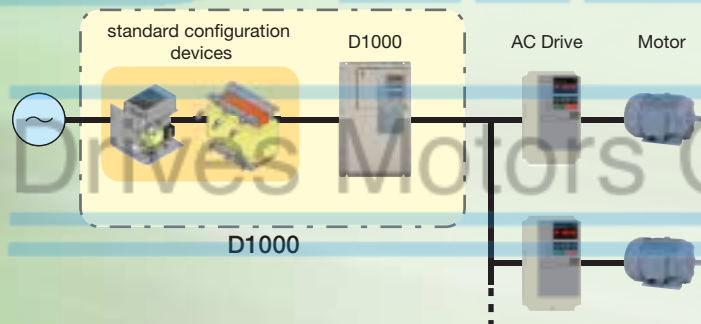 standard configuration
devices
D1000
AC Drive
Motor
Drives Motors C
D1000